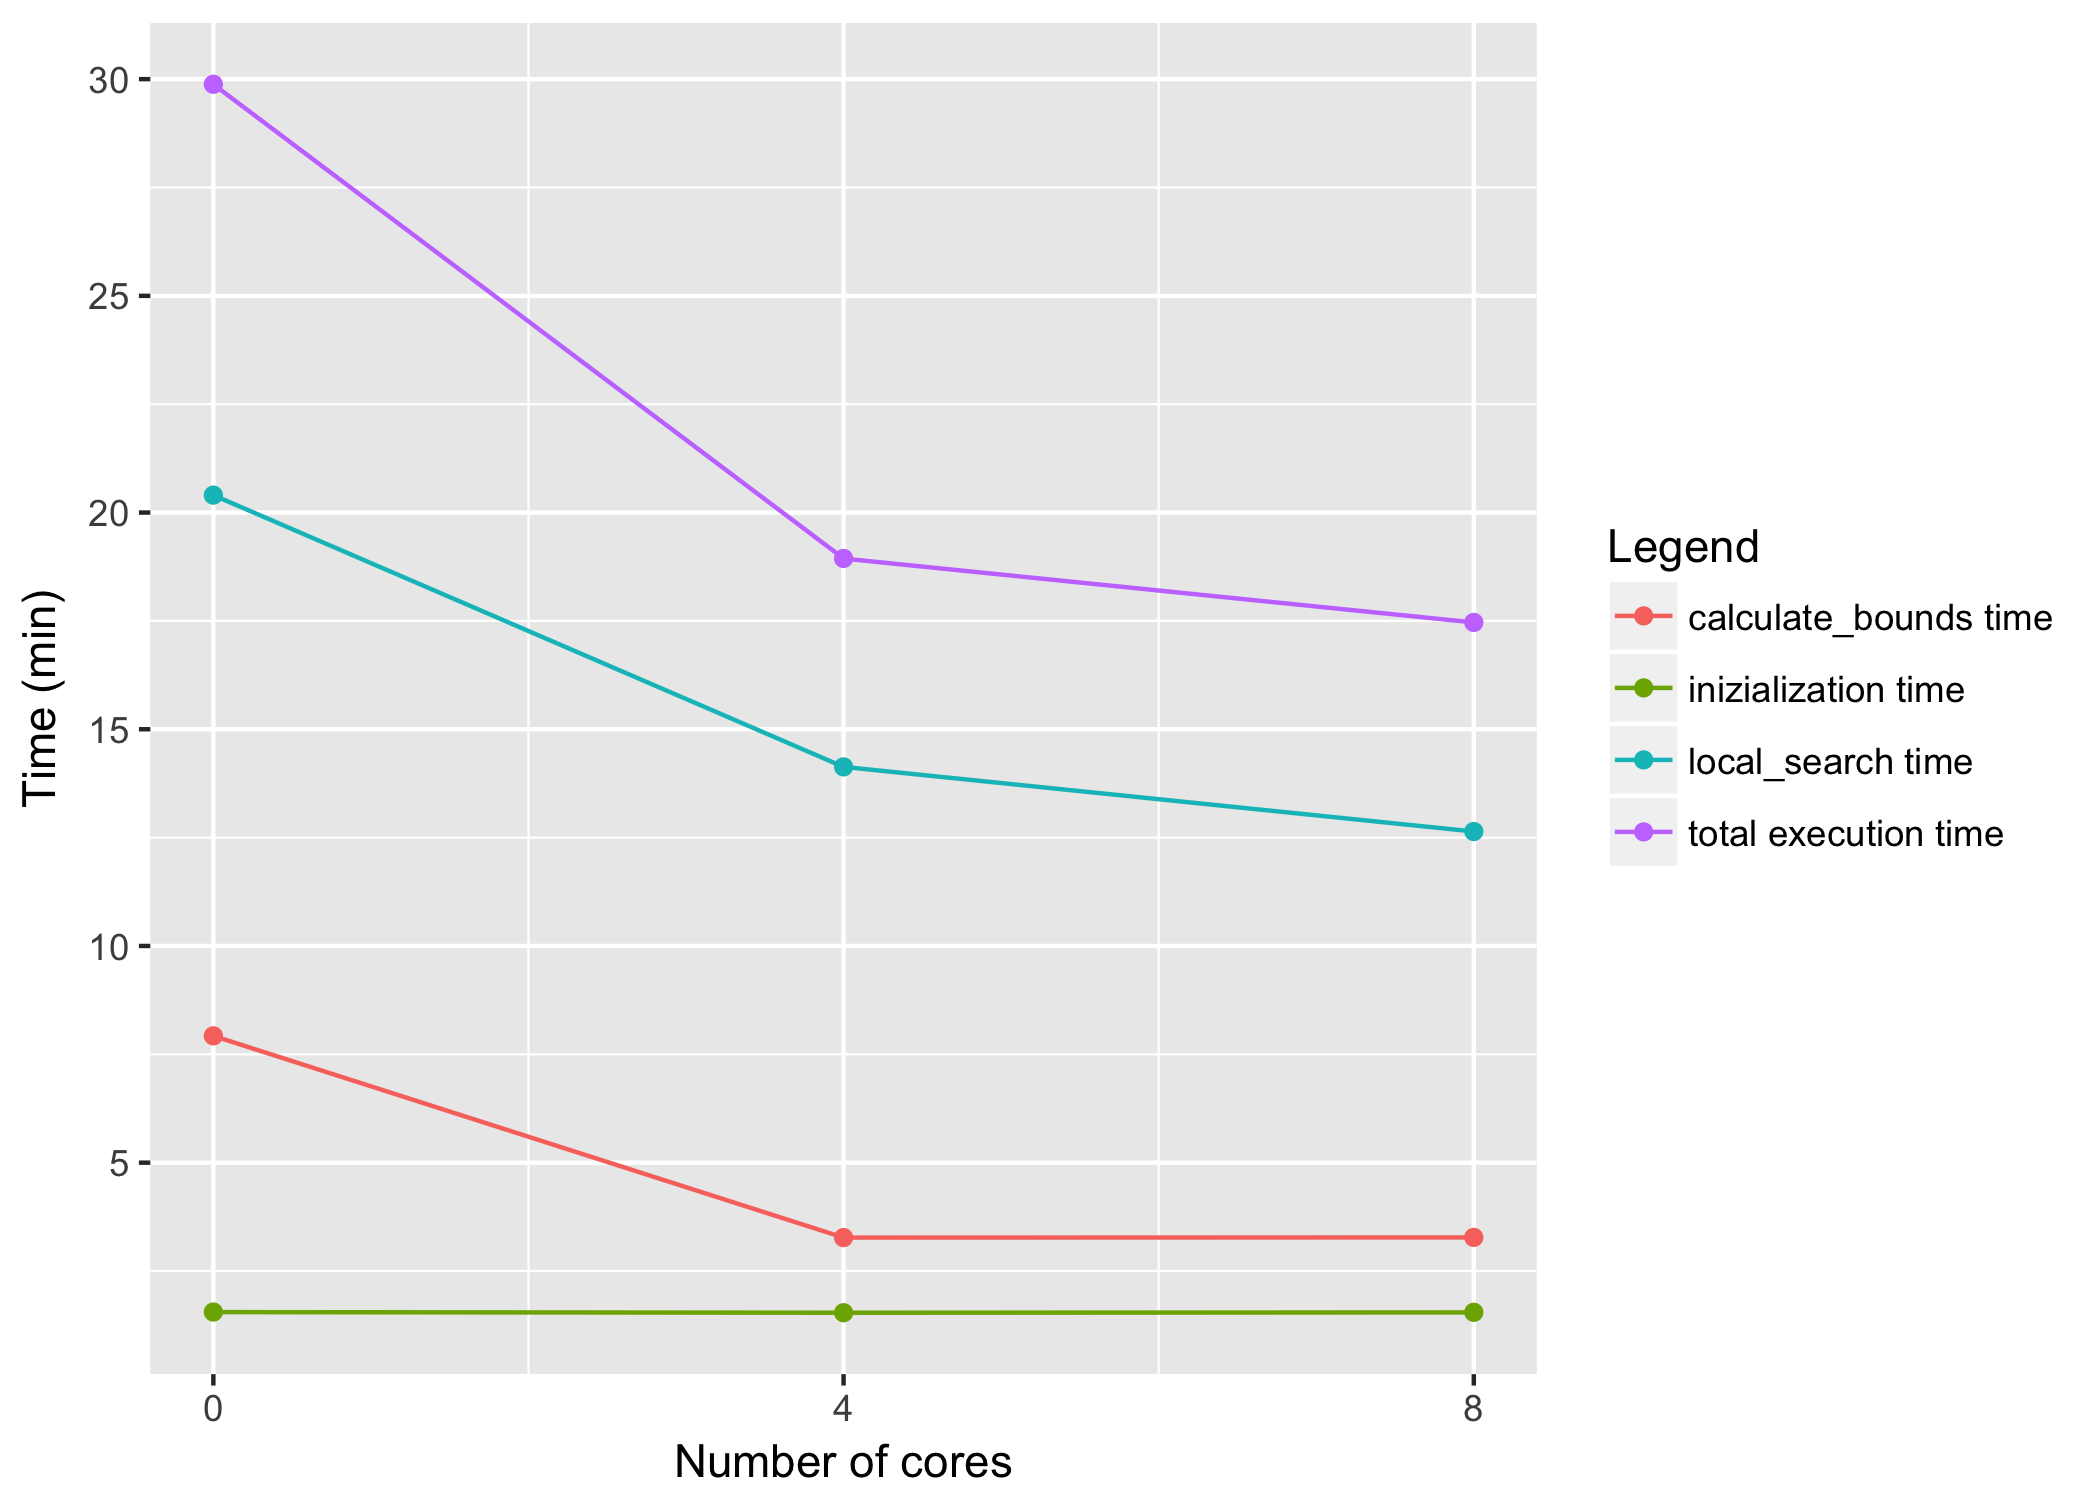 30
25
20
15
10
5
Time (min)
0
4
8
Number of cores
Legend
calculate_bounds time
inizialization time
local_search time
total execution time